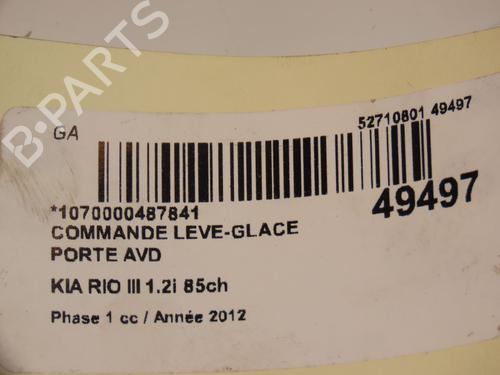 B-PARTS
GA
52710801 49497
*1070000487841
49497
COMMANDE LEVE-GLACE
PORTE AVD
KIA RIO III 1.2i 85ch
Phase 1 cc / Année 2012